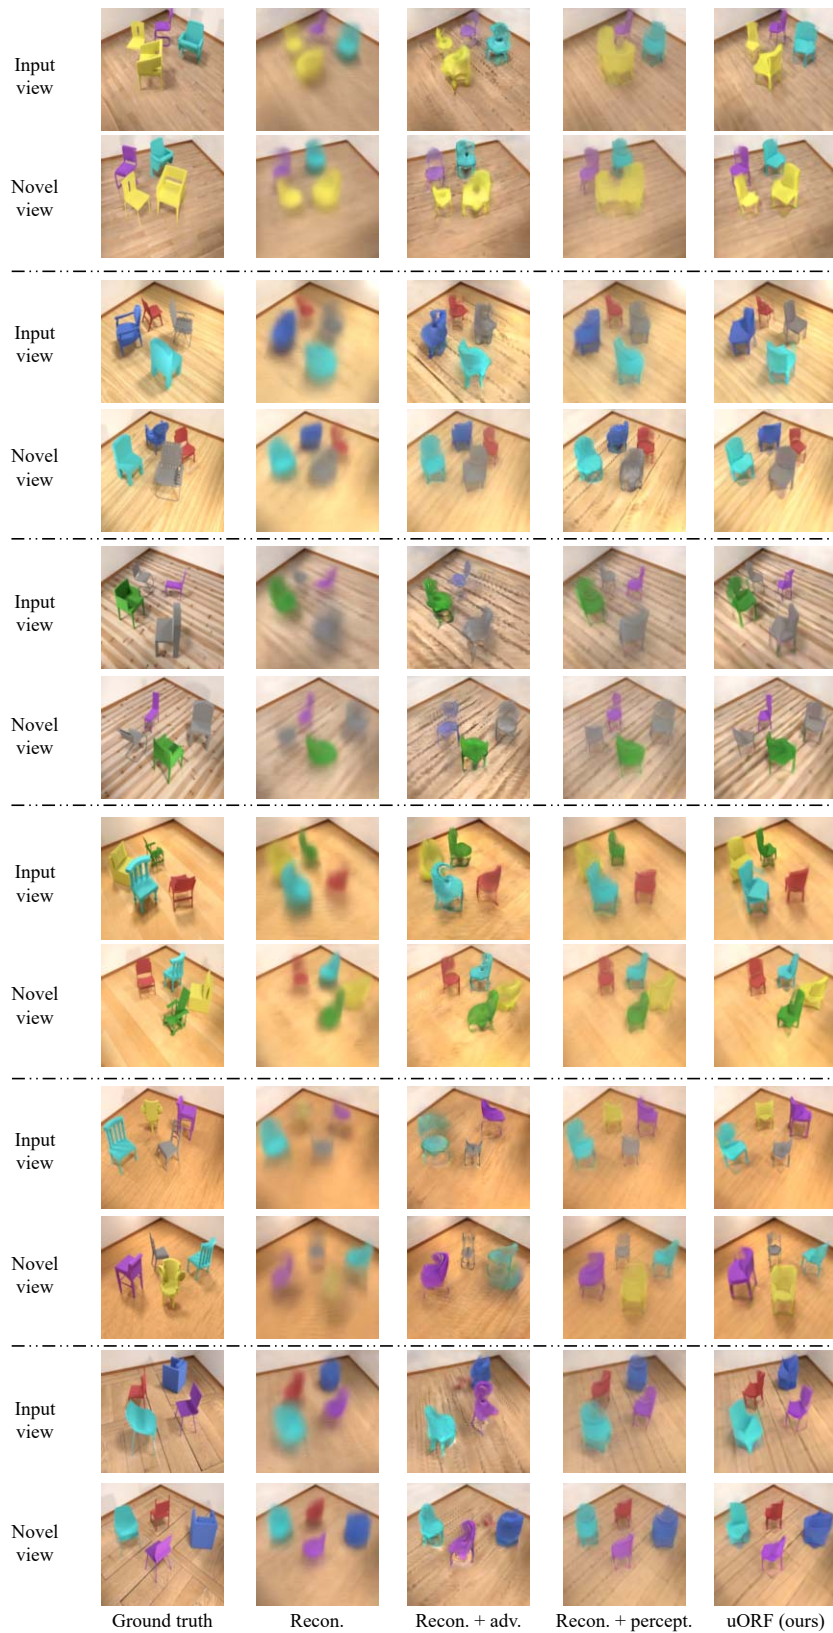 Input
view
Novel
view
Input
view
Novel
view
Input
view
Novel
view
Input
view
Novel
view
Input
view
Novel
view
Input
view
Novel
view
Ground truth Recon. Recon. + adv. Recon. + percept. uORF (ours)